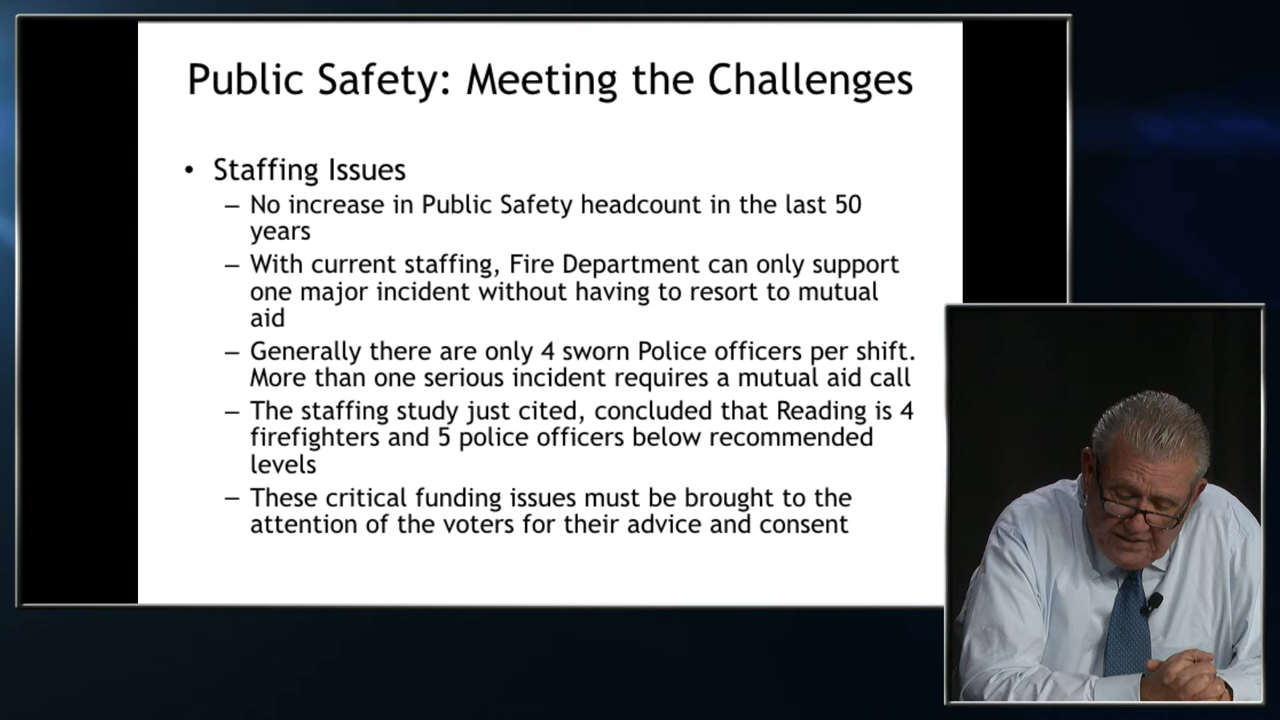 Public Safety: Meeting the Challenges
• Staffing Issues
– No increase in Public Safety headcount in the last 50
years
– With current staffing, Fire Department can only support
one major incident without having to resort to mutual
aid
– Generally there are only 4 sworn Police officers per shift.
More than one serious incident requires a mutual aid call
– The staffing study just cited, concluded that Reading is 4
firefighters and 5 police officers below recommended
levels
– These critical funding issues must be brought to the
attention of the voters for their advice and consent